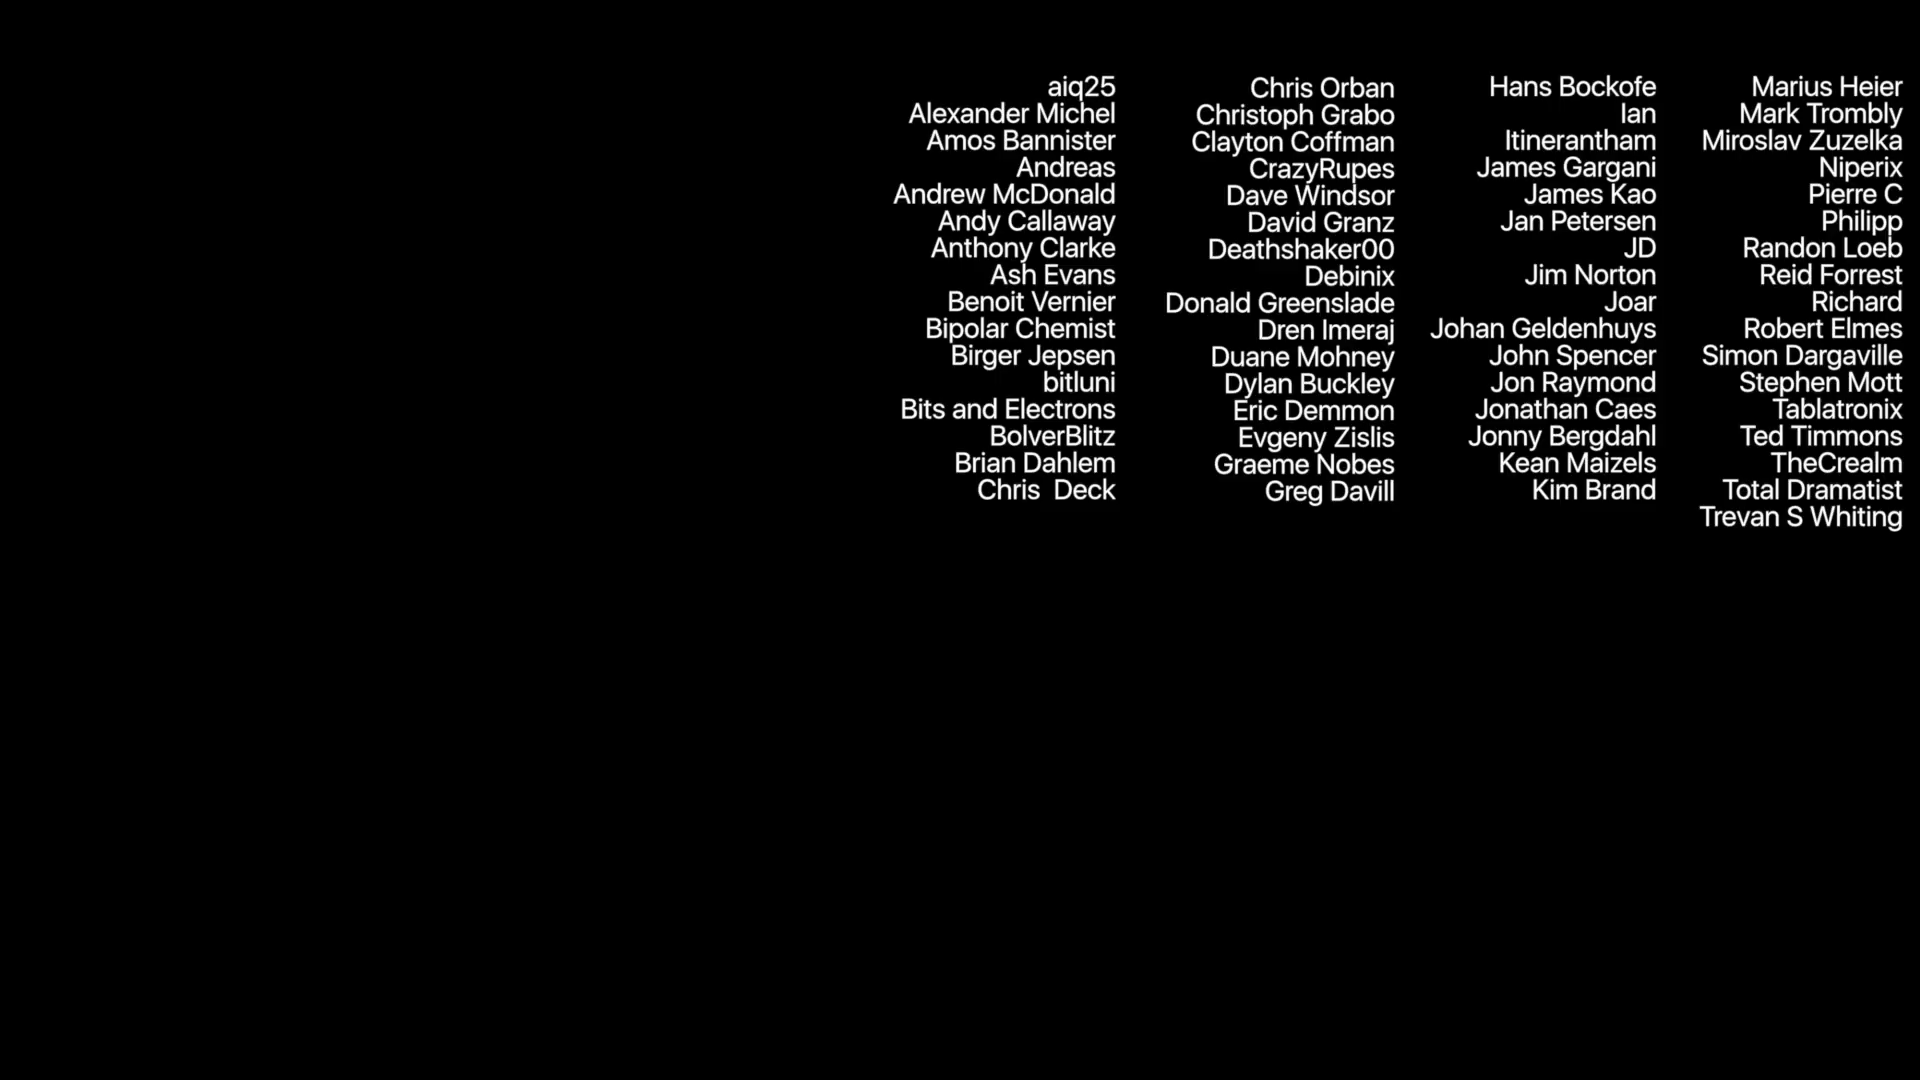 aiq25
Alexander Michel
Amos Bannister
Andreas
Andrew McDonald
Andy Callaway
Anthony Clarke
Ash Evans
Benoit Vernier
Bipolar Chemist
Birger Jepsen
bitluni
Bits and Electrons
BolverBlitz
Brian Dahlem
Chris  Deck
Chris Orban
Christoph Grabo
Clayton Coffman
CrazyRupes
Dave Windsor
David Granz
Deathshaker00
Debinix
Donald Greenslade
Dren Imeraj
Duane Mohney
Dylan Buckley
Eric Demmon
Evgeny Zislis
Graeme Nobes
Greg Davill
Hans Bockofe
Ian
Itinerantham
James Gargani
James Kao
Jan Petersen
JD
Jim Norton
Joar
Johan Geldenhuys
John Spencer
Jon Raymond
Jonathan Caes
Jonny Bergdahl
Kean Maizels
Kim Brand
Marius Heier
Mark Trombly
Miroslav Zuzelka
Niperix
Pierre C
Philipp
Randon Loeb
Reid Forrest
Richard
Robert Elmes
Simon Dargaville
Stephen Mott
Tablatronix
Ted Timmons
TheCrealm
Total Dramatist
Trevan S Whiting